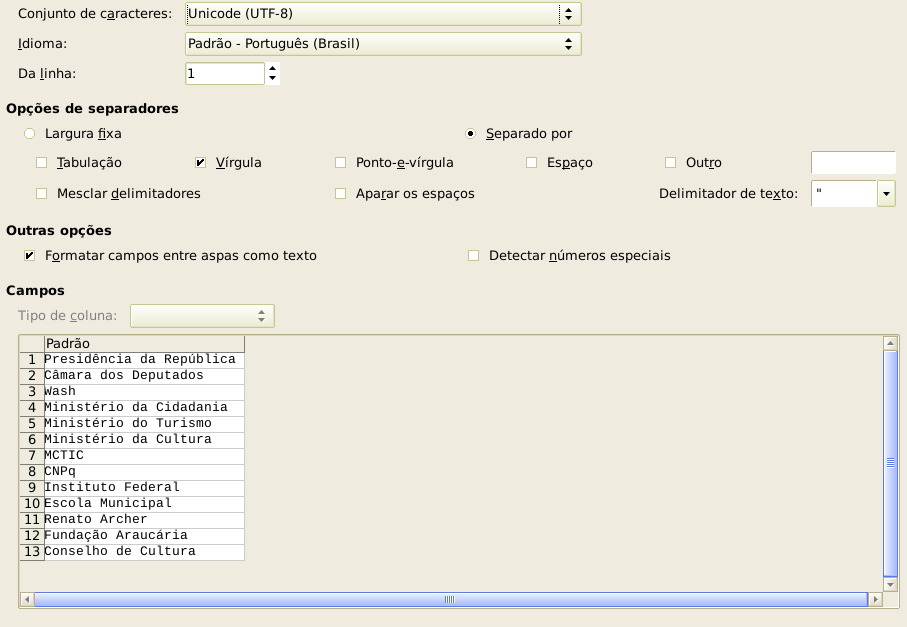 Conjunto de caracteres: Unicode (UTF-8)
Idioma: Padrão - Português (Brasil)
Da linha: 1
Opções de separadores
Largura fixa Separado por
Tabulação Vírgula Ponto-e-vírgula Espaço Outro
Mesclar delimitadores Aparar os espaços Delimitador de texto: "
Outras opções
Formatar campos entre aspas como texto Detectar números especiais
Campos
Tipo de coluna:
Padrão
1 Presidência da República
2 Câmara dos Deputados
3 Wash
4 Ministério da Cidadania
5 Ministério do Turismo
6 Ministério da Cultura
7 MCTIC
8 CNPq
9 Instituto Federal
10 Escola Municipal
11 Renato Archer
12 Fundação Araucária
13 Conselho de Cultura